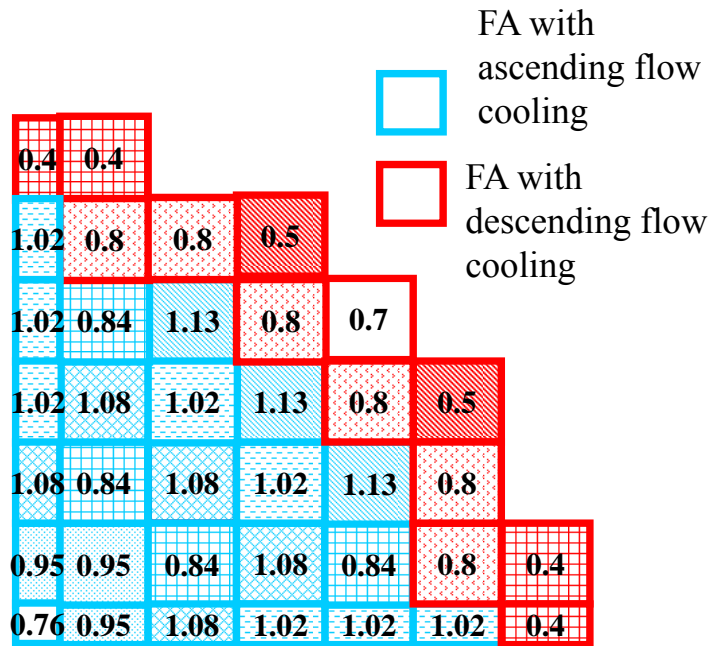 FA with
ascending flow
cooling
FA with
descending flow
cooling
0.4 0.4
1.02 0.8 0.8 0.5
1.02 0.84 1.13 0.8 0.7
1.02 1.08 1.02 1.13 0.8 0.5
1.08 0.84 1.08 1.02 1.13 0.8
0.95 0.95 0.84 1.08 0.84 0.8 0.4
0.76 0.95 1.08 1.02 1.02 1.02 0.4